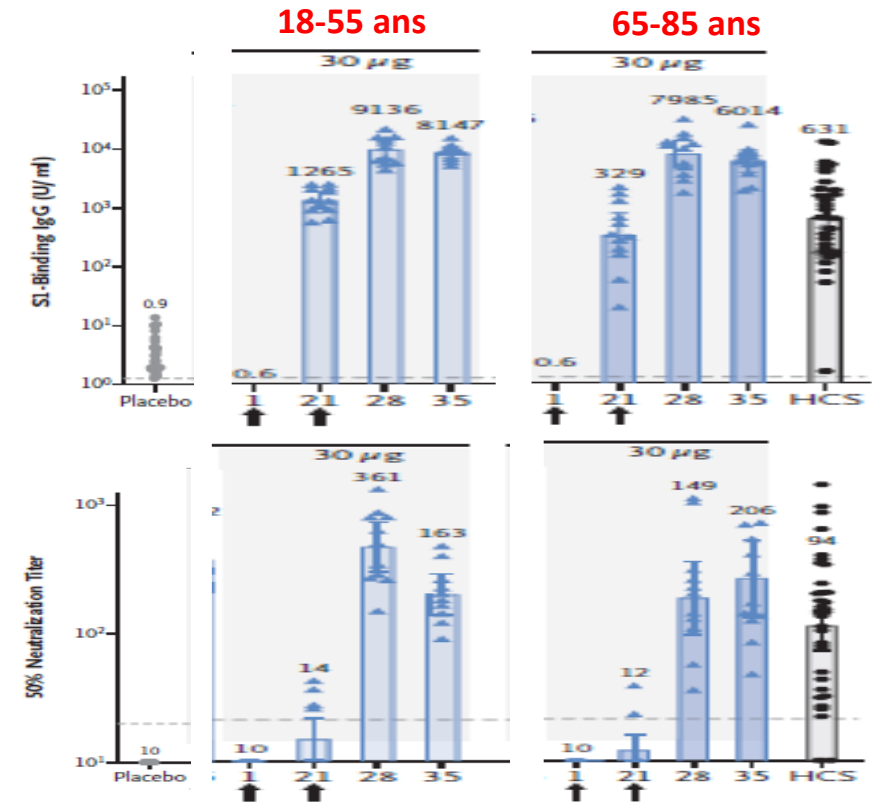 18-55 ans 65-85 ans
30 µg 30 µg
S1-Binding IgG (U/ml)
10⁵
10⁴
10³
10²
10¹
10⁰
0.9
0.6 1265 9136 8147
0.6 329 7985 6014 631
Placebo 1 21 28 35 1 21 28 35 HCS
30 µg 30 µg
50% Neutralization Titer
10³
10²
10¹
10
10 14 361 163
10 12 149 206 94
Placebo 1 21 28 35 1 21 28 35 HCS